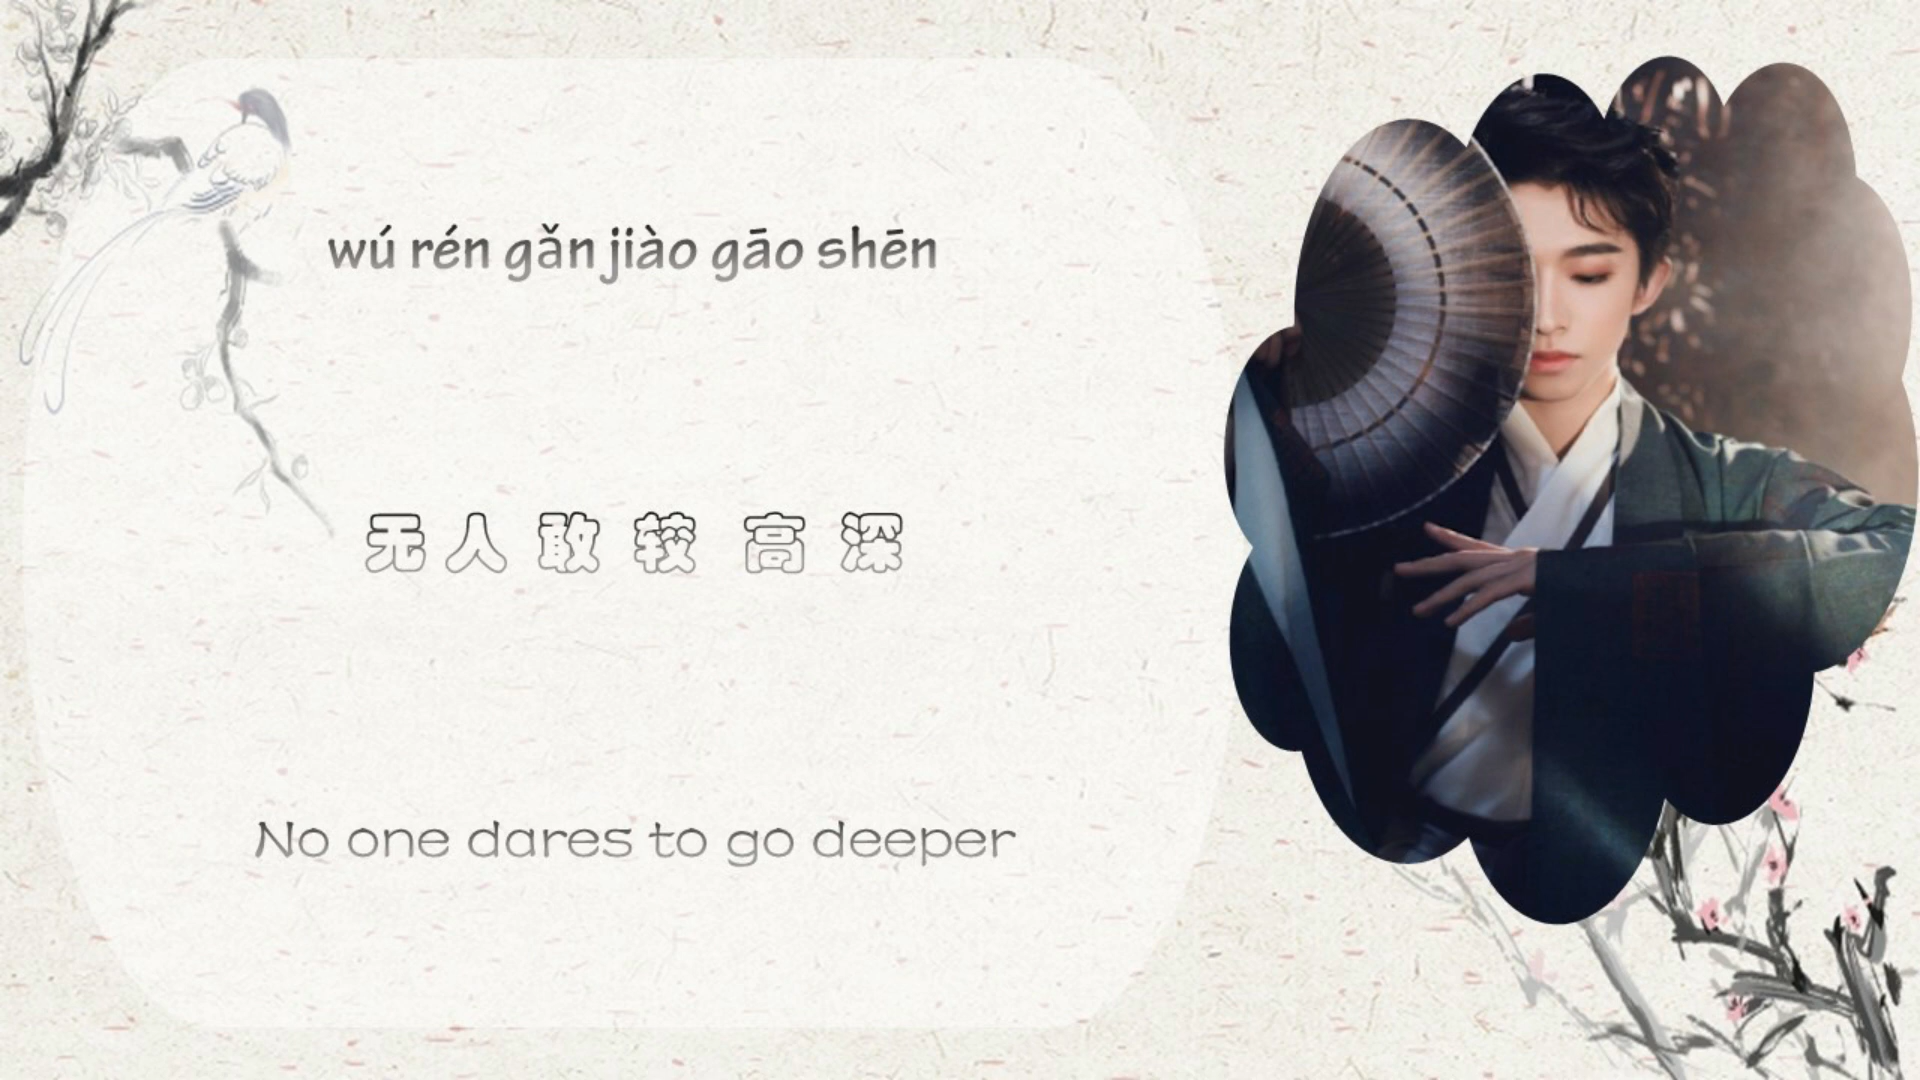 wú rén gǎn jiào gāo shēn
无人敢较高深
No one dares to go deeper